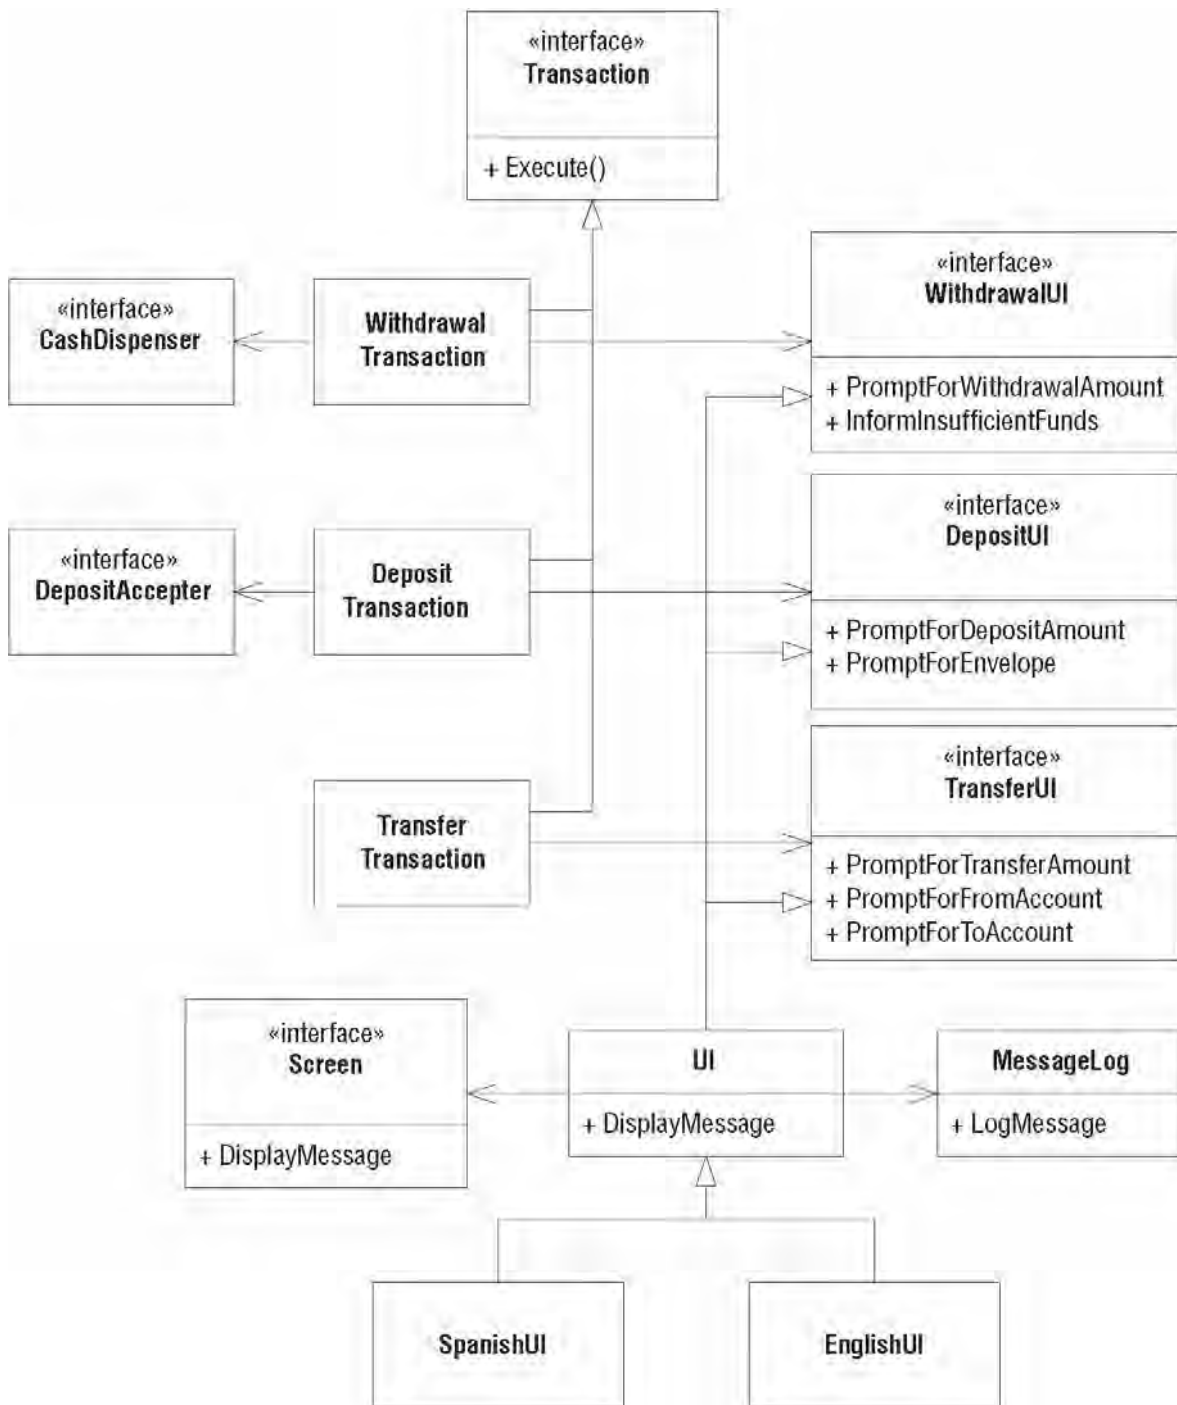 «interface»
Transaction
+ Execute()
«interface»
CashDispenser
Withdrawal
Transaction
«interface»
WithdrawalUI
+ PromptForWithdrawalAmount
+ InformInsufficientFunds
«interface»
DepositAccepter
Deposit
Transaction
«interface»
DepositUI
+ PromptForDepositAmount
+ PromptForEnvelope
Transfer
Transaction
«interface»
TransferUI
+ PromptForTransferAmount
+ PromptForFromAccount
+ PromptForToAccount
«interface»
Screen
+ DisplayMessage
UI
+ DisplayMessage
MessageLog
+ LogMessage
SpanishUI
EnglishUI